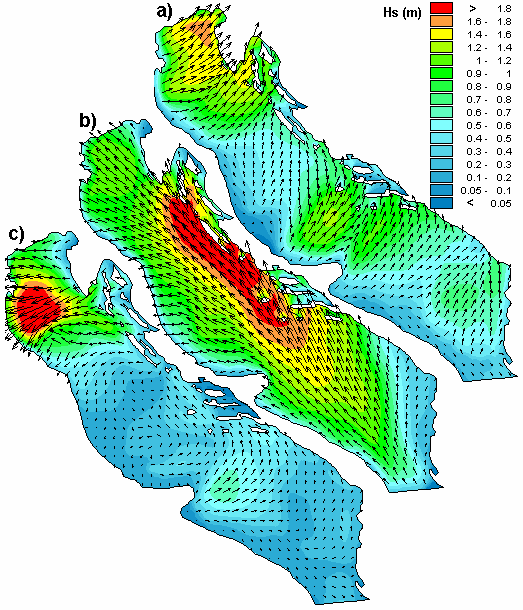 a)
b)
c)
Hs (m)
> 1.8
1.6 - 1.8
1.4 - 1.6
1.2 - 1.4
1 - 1.2
0.9 - 1
0.8 - 0.9
0.7 - 0.8
0.6 - 0.7
0.5 - 0.6
0.4 - 0.5
0.3 - 0.4
0.2 - 0.3
0.1 - 0.2
0.05 - 0.1
< 0.05